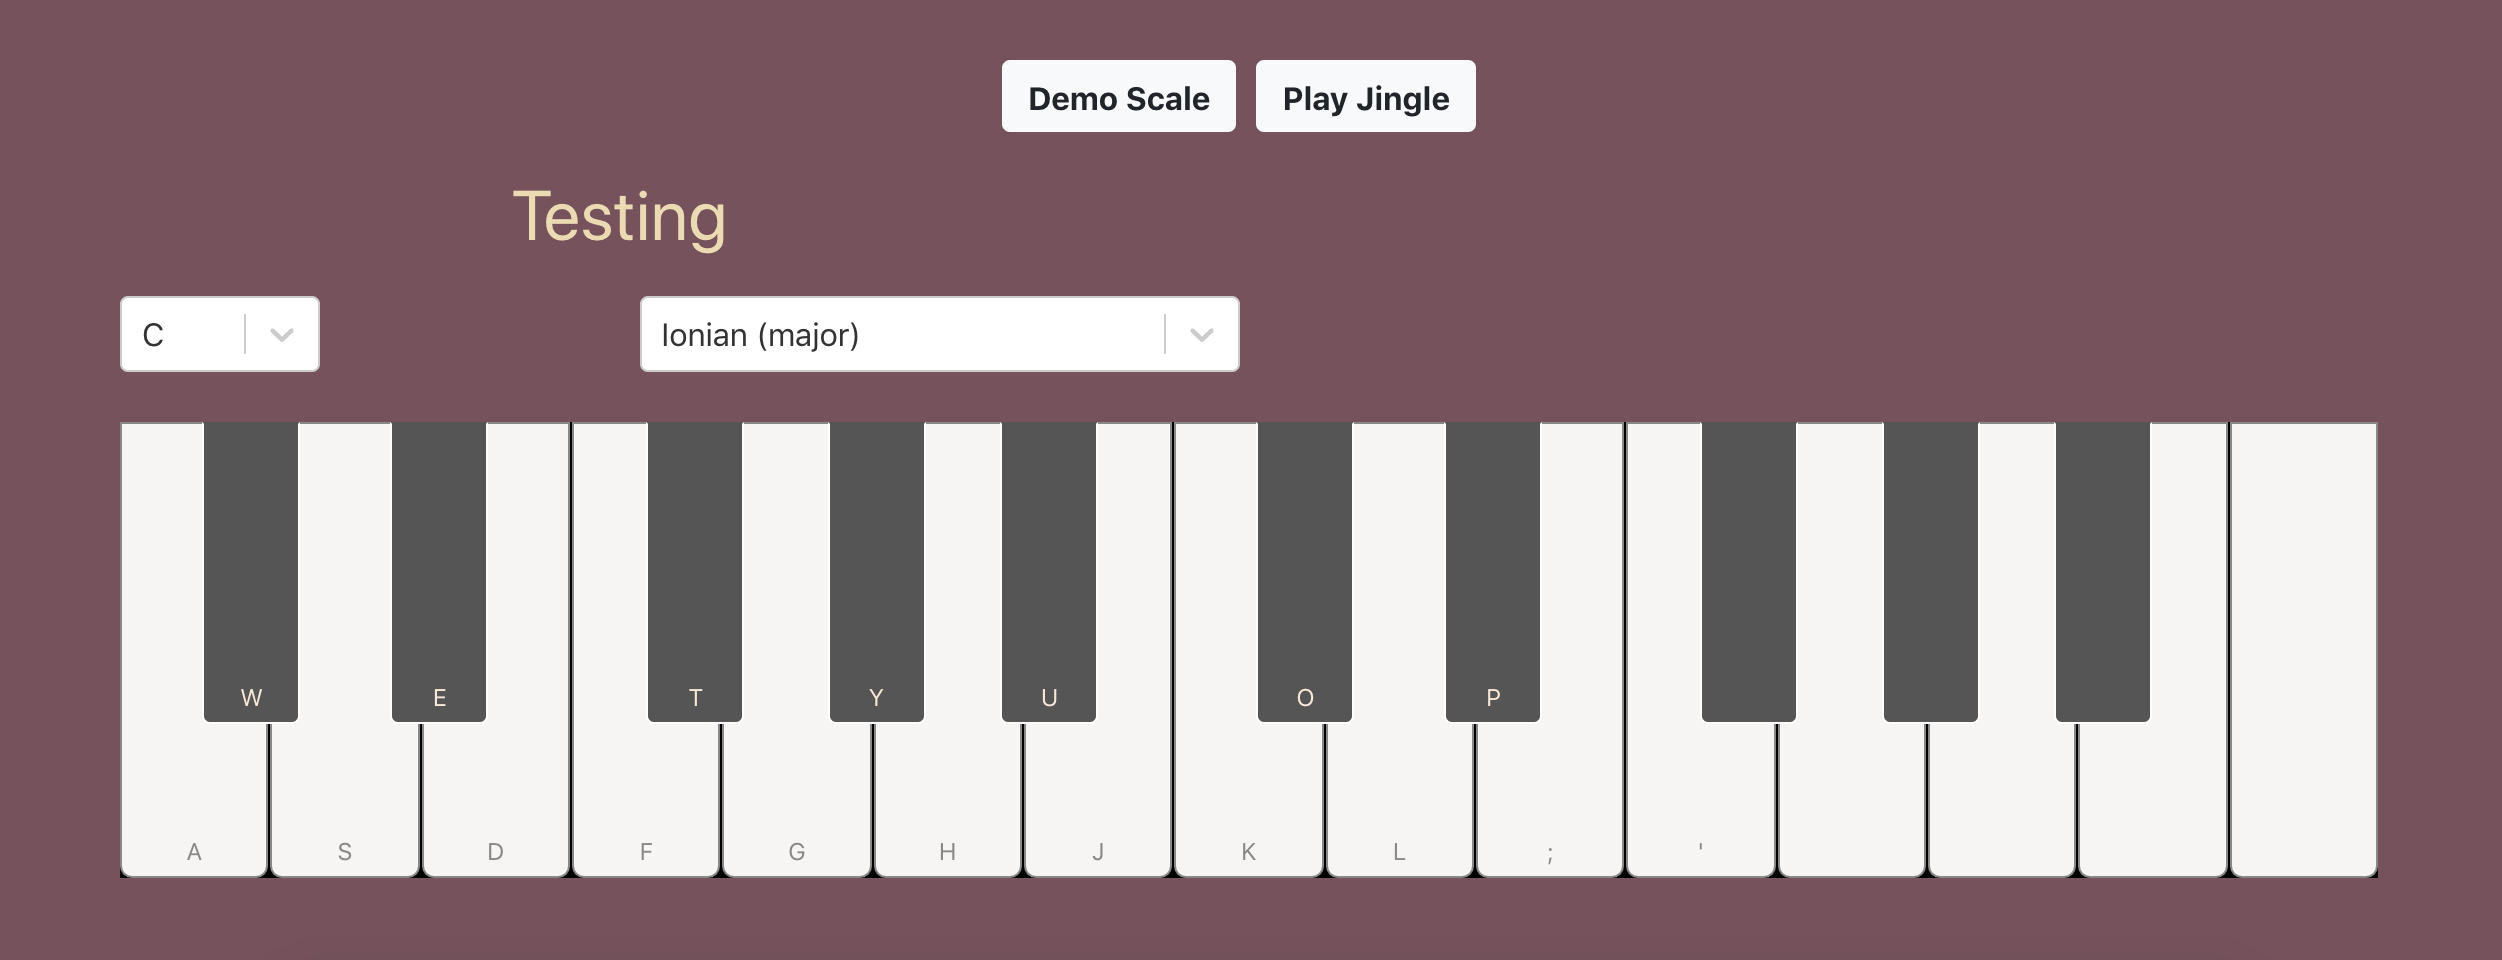 Demo Scale Play Jingle
Testing
C Ionian (major)
W E T Y U O P
A S D F G H J K L ; '